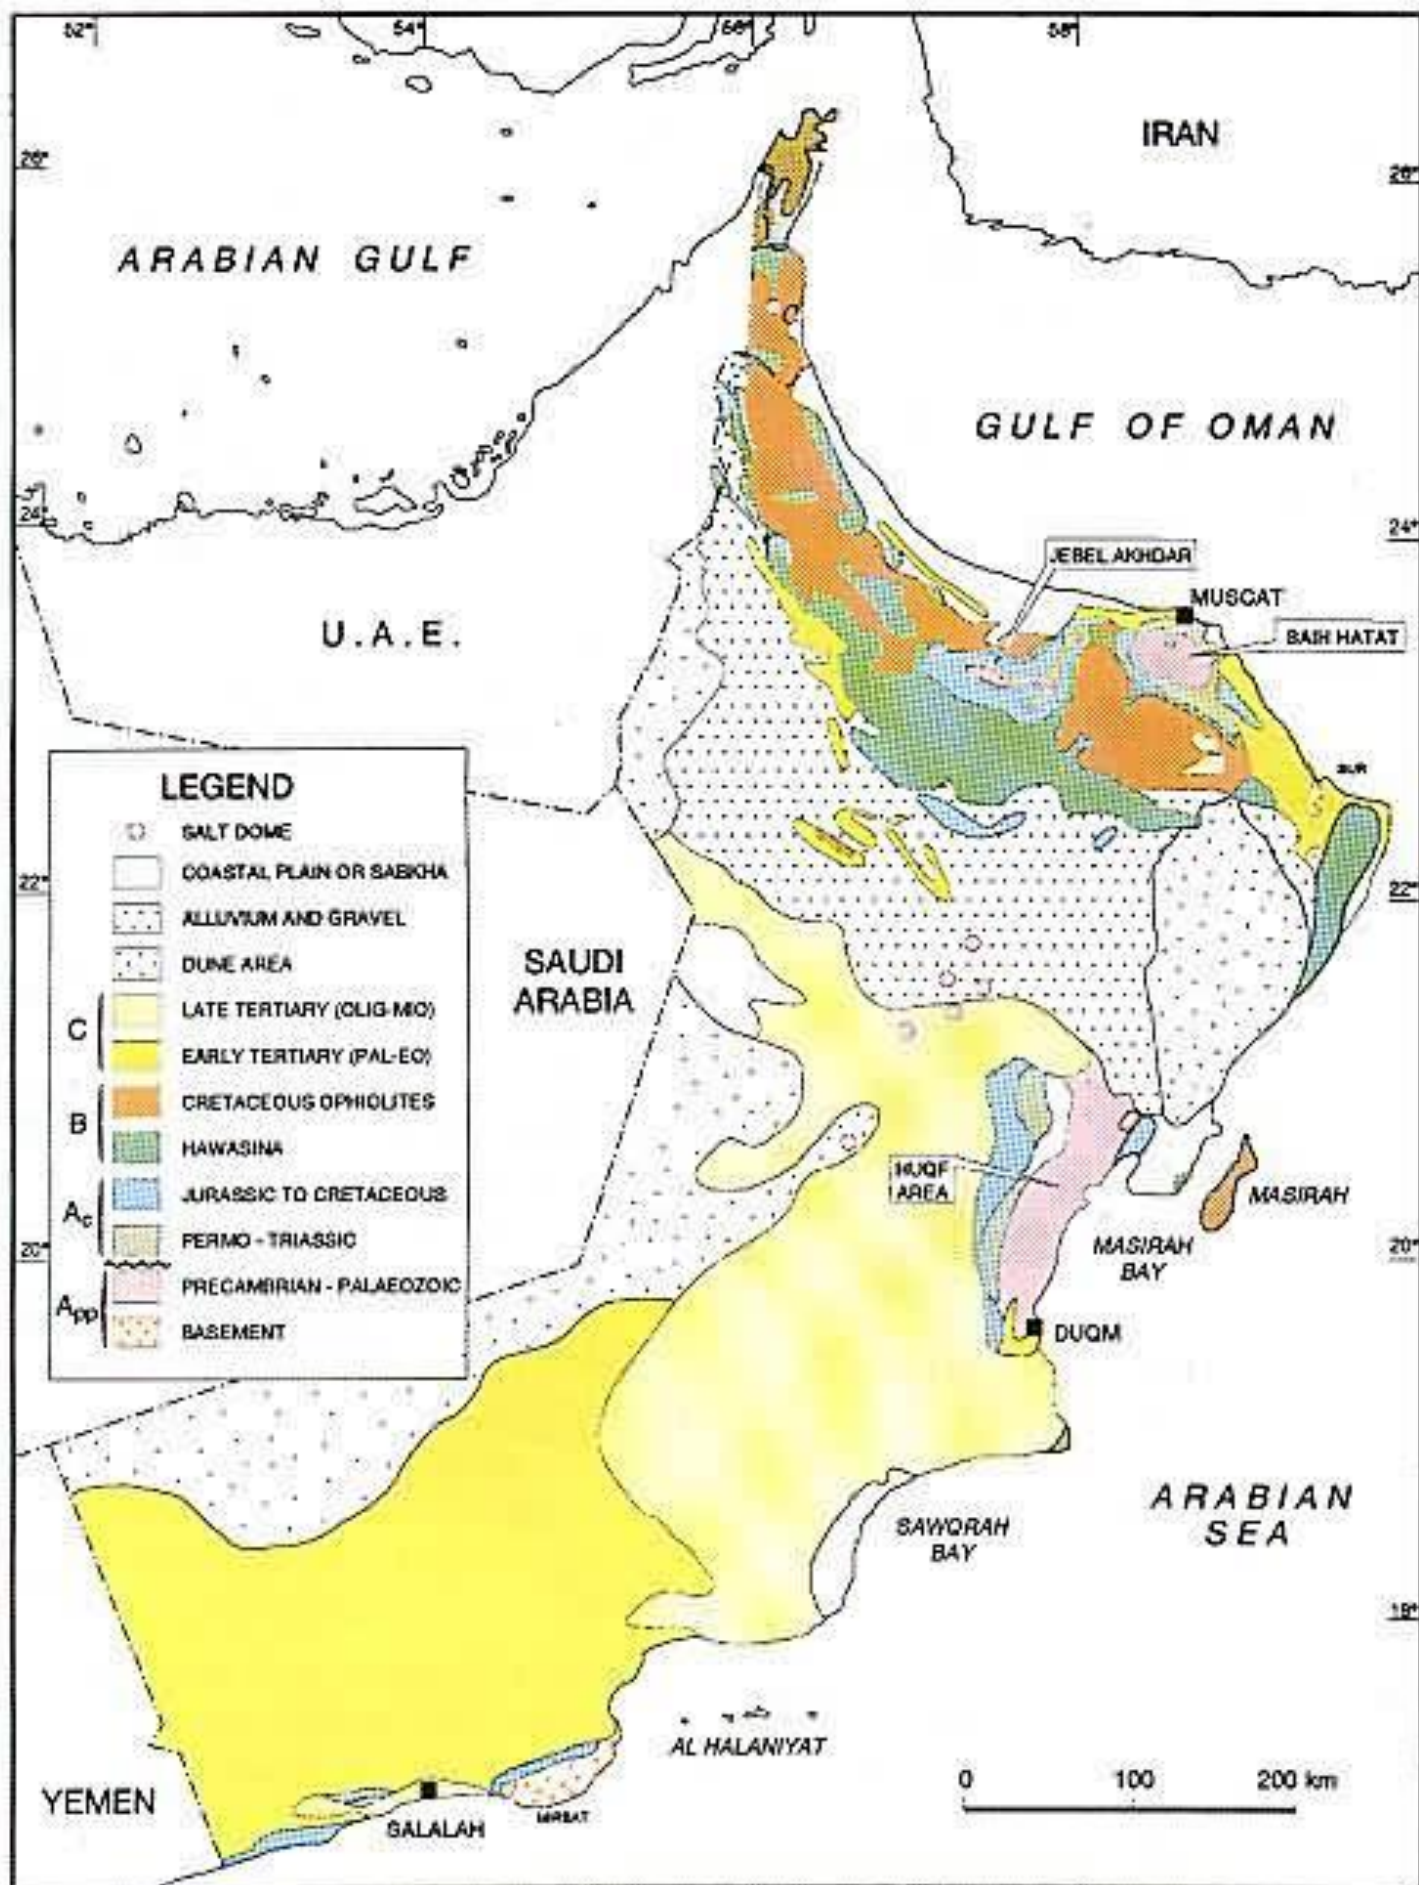 52°
54°
56°
58°
IRAN
26°
26°
ARABIAN GULF
GULF OF OMAN
24°
24°
JEBEL AKHDAR
MUSCAT
SAIH HATAT
U.A.E.
SUR
LEGEND
SALT DOME
COASTAL PLAIN OR SABKHA
ALLUVIUM AND GRAVEL
DUNE AREA
LATE TERTIARY (OLIG-MIO)
C
EARLY TERTIARY (PAL-EO)
CRETACEOUS OPHIOLITES
B
HAWASINA
JURASSIC TO CRETACEOUS
Ac
PERMO - TRIASSIC
PRECAMBRIAN - PALAEOZOIC
App
BASEMENT
22°
22°
SAUDI
ARABIA
HUQF
AREA
MASIRAH
MASIRAH
BAY
20°
20°
DUQM
ARABIAN
SEA
SAWQRAH
BAY
18°
AL HALANIYAT
YEMEN
SALALAH
MIRBAT
0 100 200 km